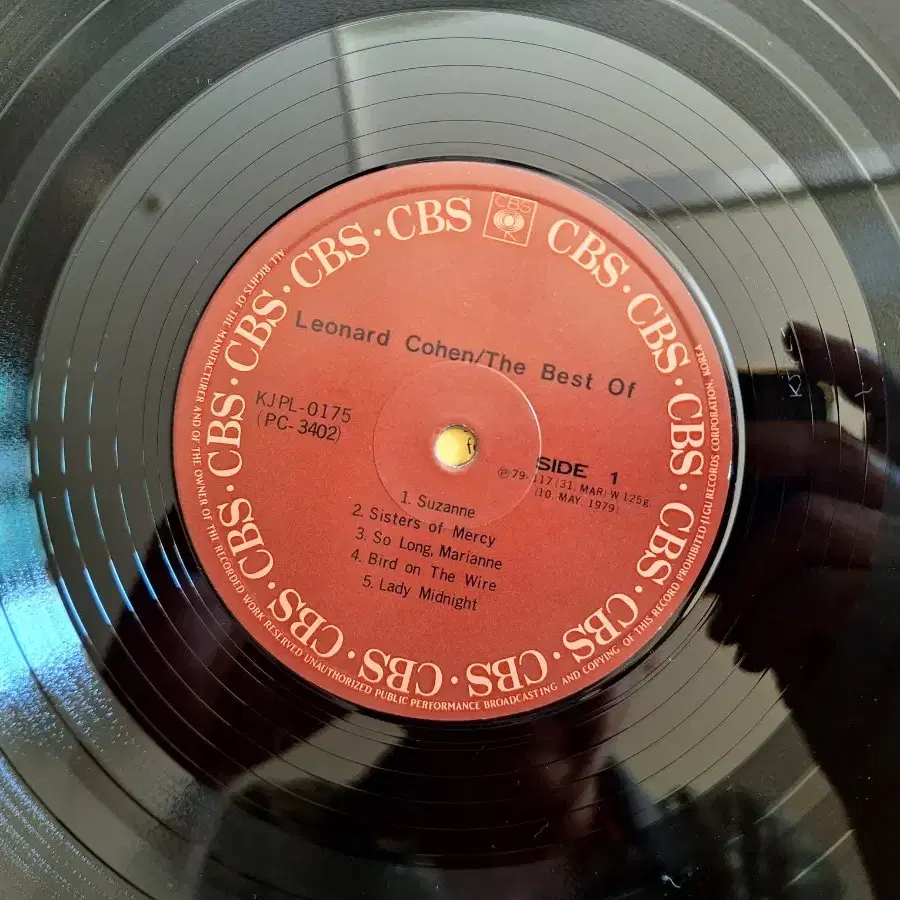 CBS · CBS · CBS · CBS · CBS · CBS · CBS · CBS · CBS · CBS · CBS · CBS · CBS · CBS
CBS
Leonard Cohen/The Best Of
KJPL-0175
(PC-3402)
SIDE 1
Ⓟ79-117 (31. MAR) W 125g.
(10. MAY. 1979)
1. Suzanne
2. Sisters of Mercy
3. So Long, Marianne
4. Bird on The Wire
5. Lady Midnight
ALL RIGHTS OF THE MANUFACTURER AND OF THE OWNER OF THE RECORDED WORK RESERVED UNAUTHORIZED PUBLIC PERFORMANCE BROADCASTING AND COPYING OF THIS RECORD PROHIBITED JIGU RECORDS CORPORATION, KOREA